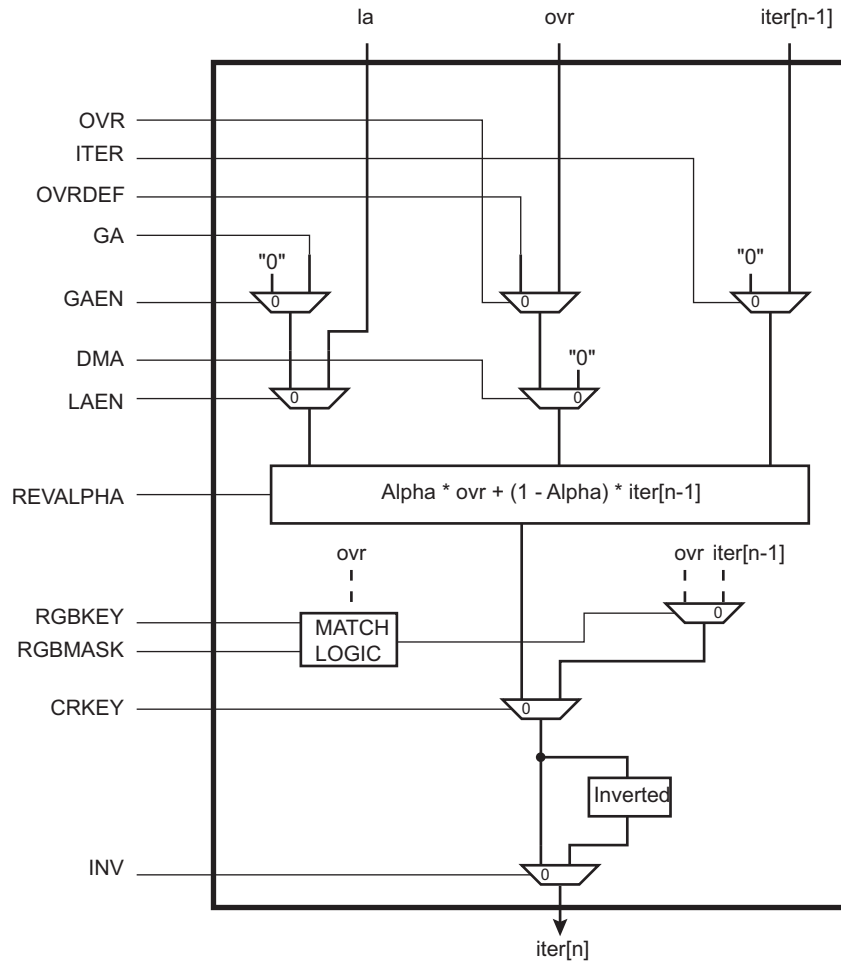 la ovr iter[n-1]
OVR
ITER
OVRDEF
GA
"0" "0"
GAEN 0 0 0
DMA "0"
LAEN 0 0
REVALPHA Alpha * ovr + (1 - Alpha) * iter[n-1]
ovr ovr iter[n-1]
RGBKEY 0
MATCH
RGBMASK LOGIC
CRKEY 0
Inverted
INV 0
iter[n]